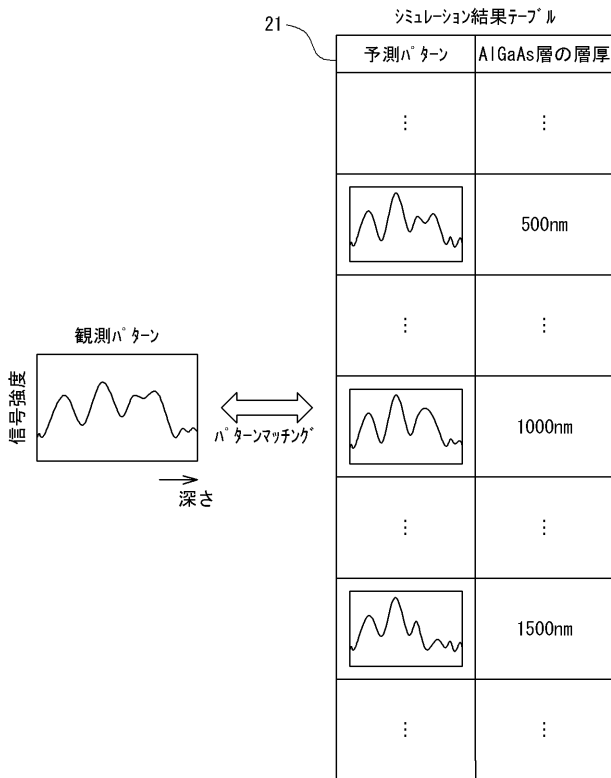 シミュレーション結果テーブル
21
予測パターン
AlGaAs層の層厚
⋮
⋮
500nm
⋮
⋮
観測パターン
信号強度
深さ
パターンマッチング
1000nm
⋮
⋮
1500nm
⋮
⋮